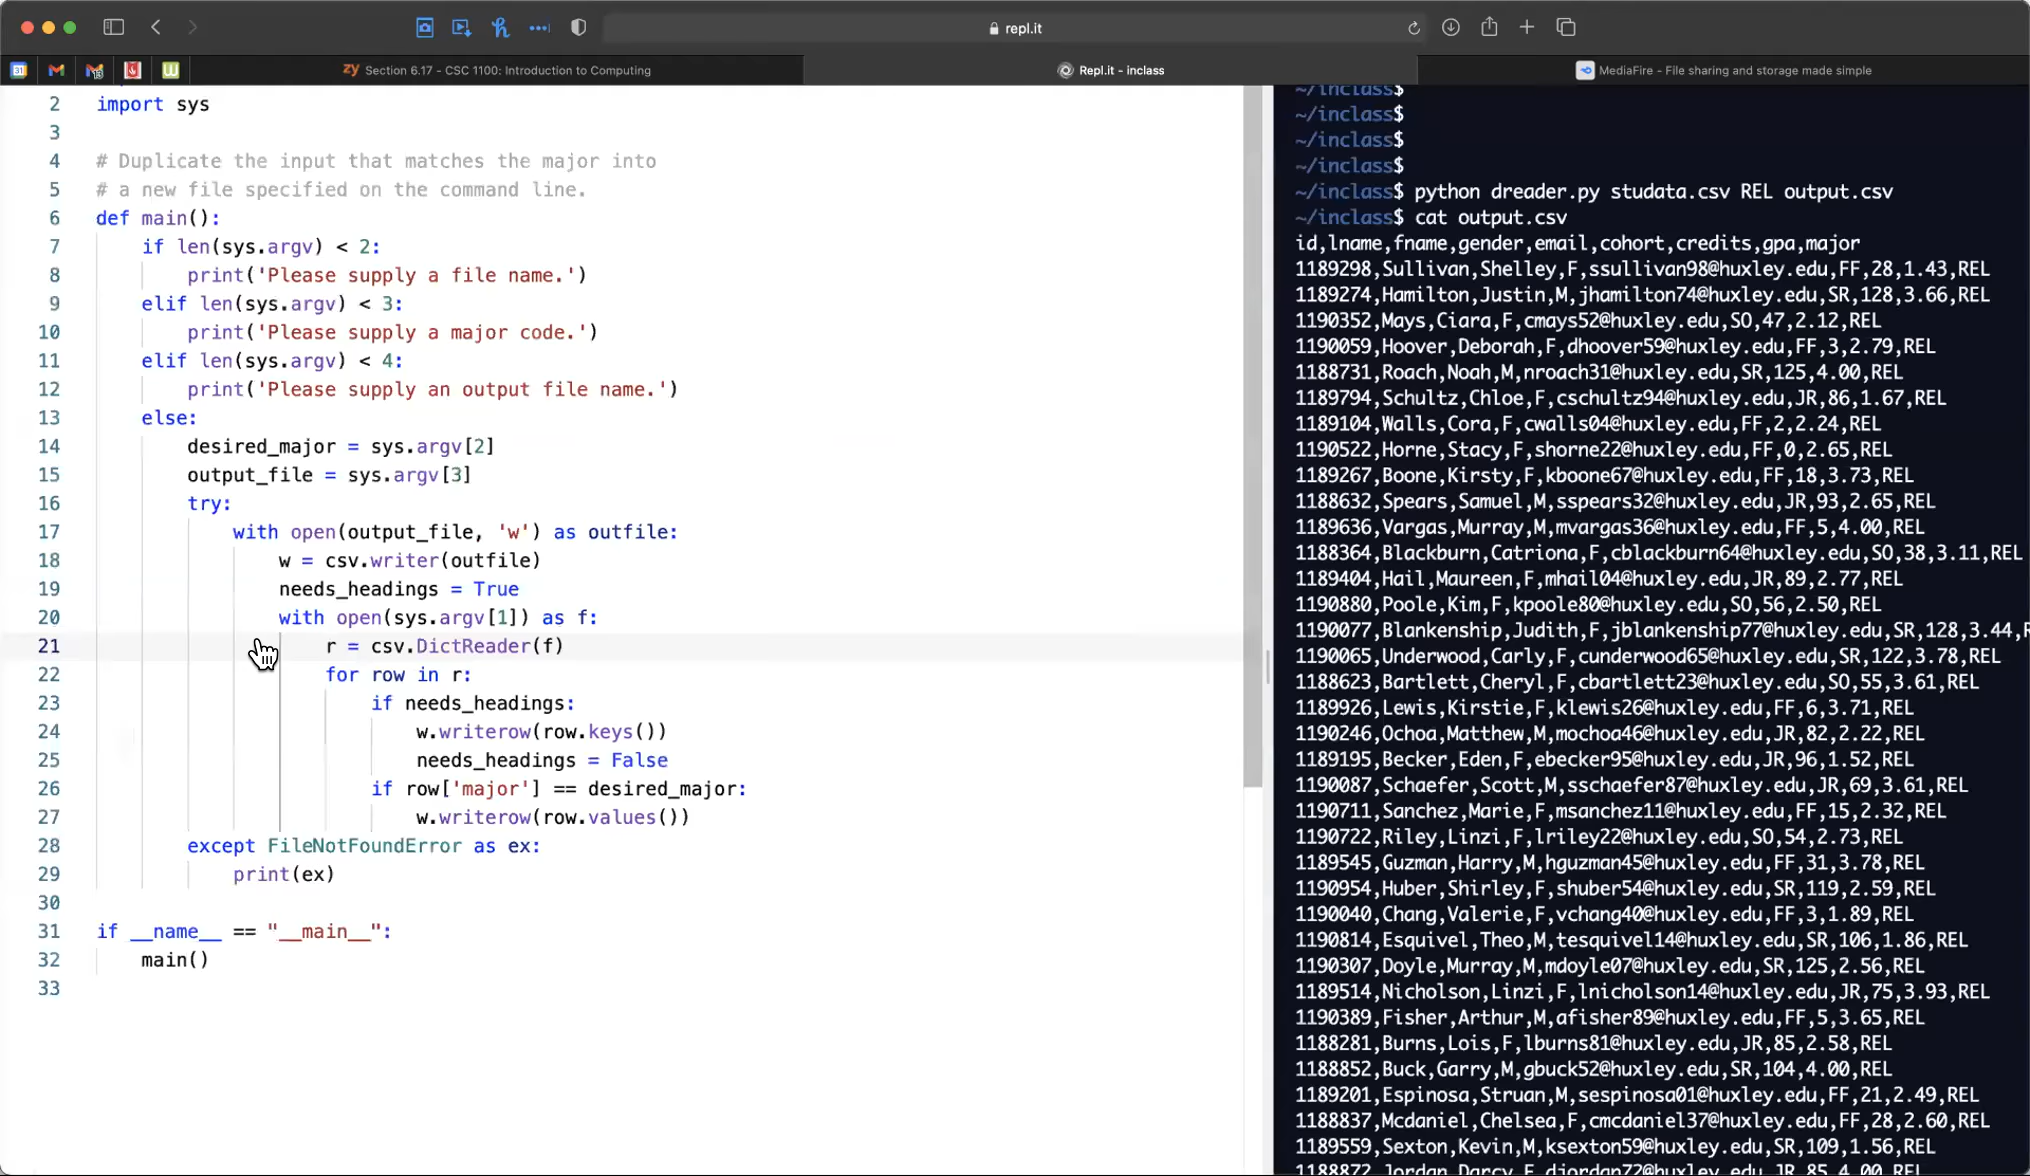 repl.it
31
zy Section 6.17 - CSC 1100: Introduction to Computing
Repl.it - inclass
MediaFire - File sharing and storage made simple
2 import sys
3
4 # Duplicate the input that matches the major into
5 # a new file specified on the command line.
6 def main():
7 if len(sys.argv) < 2:
8 print('Please supply a file name.')
9 elif len(sys.argv) < 3:
10 print('Please supply a major code.')
11 elif len(sys.argv) < 4:
12 print('Please supply an output file name.')
13 else:
14 desired_major = sys.argv[2]
15 output_file = sys.argv[3]
16 try:
17 with open(output_file, 'w') as outfile:
18 w = csv.writer(outfile)
19 needs_headings = True
20 with open(sys.argv[1]) as f:
21 r = csv.DictReader(f)
22 for row in r:
23 if needs_headings:
24 w.writerow(row.keys())
25 needs_headings = False
26 if row['major'] == desired_major:
27 w.writerow(row.values())
28 except FileNotFoundError as ex:
29 print(ex)
30
31 if __name__ == "__main__":
32 main()
33
~/inclass$
~/inclass$
~/inclass$
~/inclass$
~/inclass$ python dreader.py studata.csv REL output.csv
~/inclass$ cat output.csv
id,lname,fname,gender,email,cohort,credits,gpa,major
1189298,Sullivan,Shelley,F,ssullivan98@huxley.edu,FF,28,1.43,REL
1189274,Hamilton,Justin,M,jhamilton74@huxley.edu,SR,128,3.66,REL
1190352,Mays,Ciara,F,cmays52@huxley.edu,SO,47,2.12,REL
1190059,Hoover,Deborah,F,dhoover59@huxley.edu,FF,3,2.79,REL
1188731,Roach,Noah,M,nroach31@huxley.edu,SR,125,4.00,REL
1189794,Schultz,Chloe,F,cschultz94@huxley.edu,JR,86,1.67,REL
1189104,Walls,Cora,F,cwalls04@huxley.edu,FF,2,2.24,REL
1190522,Horne,Stacy,F,shorne22@huxley.edu,FF,0,2.65,REL
1189267,Boone,Kirsty,F,kboone67@huxley.edu,FF,18,3.73,REL
1188632,Spears,Samuel,M,sspears32@huxley.edu,JR,93,2.65,REL
1189636,Vargas,Murray,M,mvargas36@huxley.edu,FF,5,4.00,REL
1188364,Blackburn,Catriona,F,cblackburn64@huxley.edu,SO,38,3.11,REL
1189404,Hail,Maureen,F,mhail04@huxley.edu,JR,89,2.77,REL
1190880,Poole,Kim,F,kpoole80@huxley.edu,SO,56,2.50,REL
1190077,Blankenship,Judith,F,jblankenship77@huxley.edu,SR,128,3.44,R
1190065,Underwood,Carly,F,cunderwood65@huxley.edu,SR,122,3.78,REL
1188623,Bartlett,Cheryl,F,cbartlett23@huxley.edu,SO,55,3.61,REL
1189926,Lewis,Kirstie,F,klewis26@huxley.edu,FF,6,3.71,REL
1190246,Ochoa,Matthew,M,mochoa46@huxley.edu,JR,82,2.22,REL
1189195,Becker,Eden,F,ebecker95@huxley.edu,JR,96,1.52,REL
1190087,Schaefer,Scott,M,sschaefer87@huxley.edu,JR,69,3.61,REL
1190711,Sanchez,Marie,F,msanchez11@huxley.edu,FF,15,2.32,REL
1190722,Riley,Linzi,F,lriley22@huxley.edu,SO,54,2.73,REL
1189545,Guzman,Harry,M,hguzman45@huxley.edu,FF,31,3.78,REL
1190954,Huber,Shirley,F,shuber54@huxley.edu,SR,119,2.59,REL
1190040,Chang,Valerie,F,vchang40@huxley.edu,FF,3,1.89,REL
1190814,Esquivel,Theo,M,tesquivel14@huxley.edu,SR,106,1.86,REL
1190307,Doyle,Murray,M,mdoyle07@huxley.edu,SR,125,2.56,REL
1189514,Nicholson,Linzi,F,lnicholson14@huxley.edu,JR,75,3.93,REL
1190389,Fisher,Arthur,M,afisher89@huxley.edu,FF,5,3.65,REL
1188281,Burns,Lois,F,lburns81@huxley.edu,JR,85,2.58,REL
1188852,Buck,Garry,M,gbuck52@huxley.edu,SR,104,4.00,REL
1189201,Espinosa,Struan,M,sespinosa01@huxley.edu,FF,21,2.49,REL
1188837,Mcdaniel,Chelsea,F,cmcdaniel37@huxley.edu,FF,28,2.60,REL
1189559,Sexton,Kevin,M,ksexton59@huxley.edu,SR,109,1.56,REL
1188872,Jordan,Darcy,F,djordan72@huxley.edu,JR,85,4.00,REL